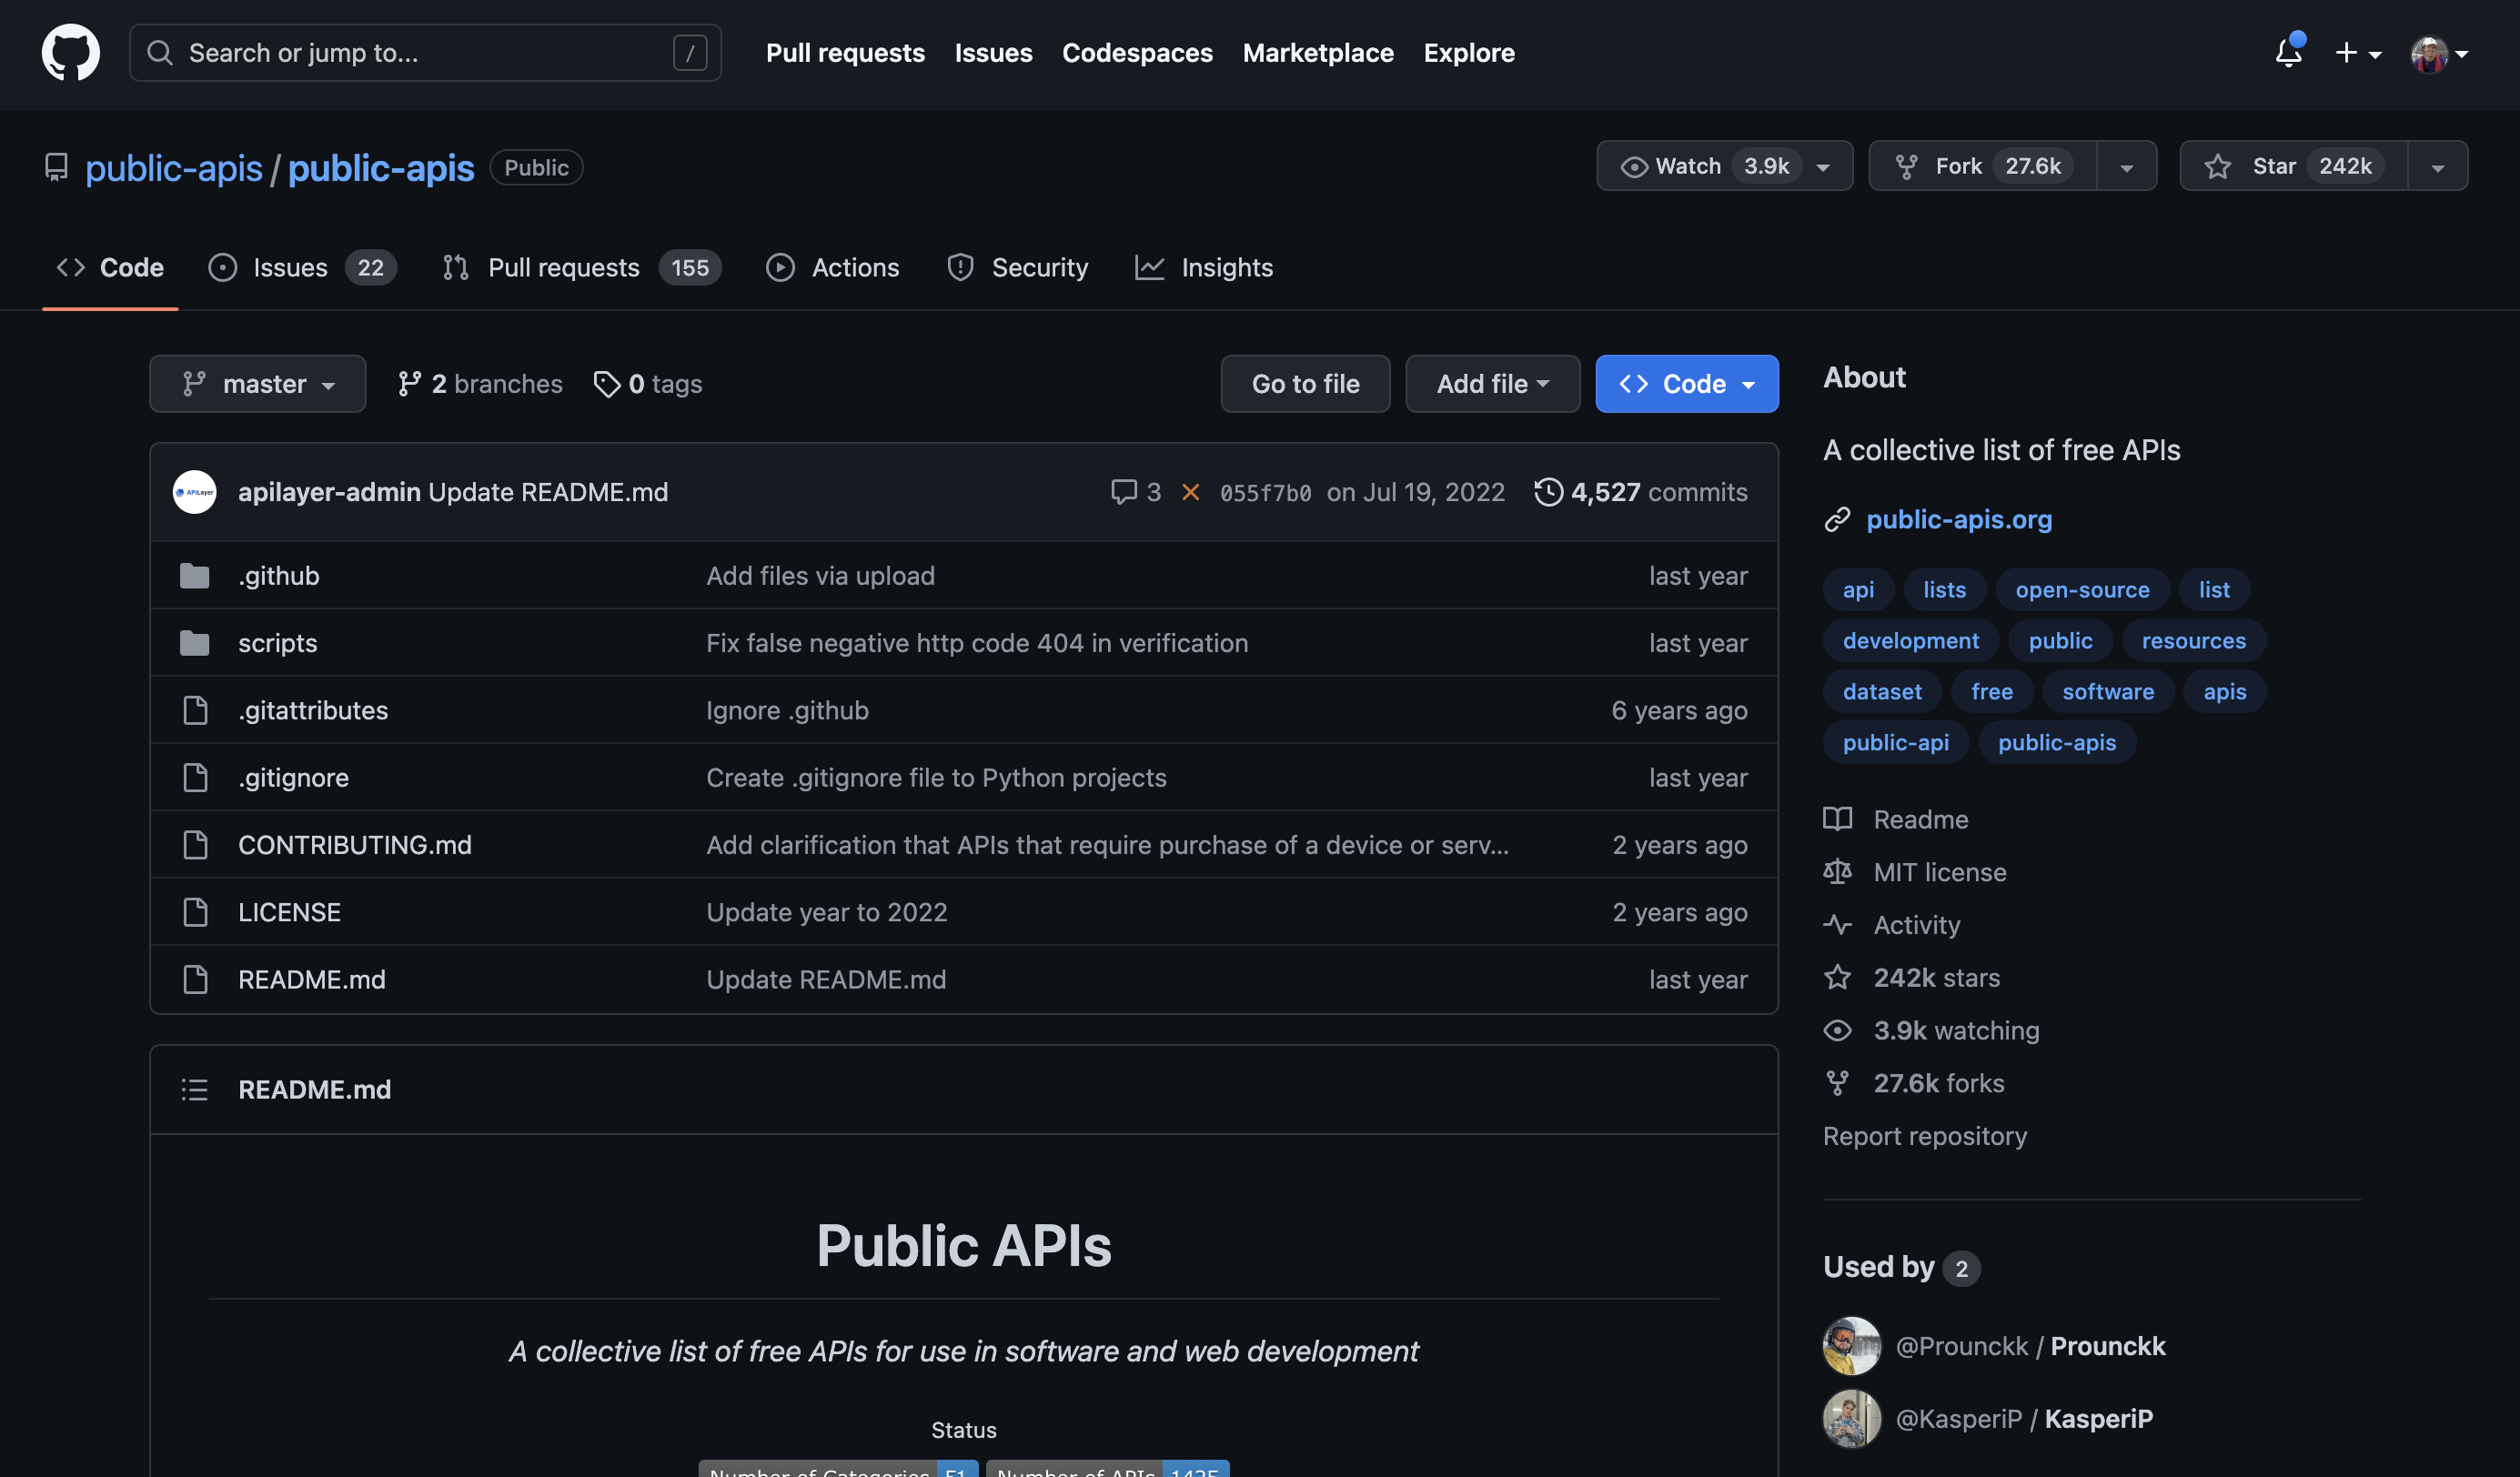 Search or jump to... /
Pull requests Issues Codespaces Marketplace Explore
public-apis / public-apis Public
Watch 3.9k Fork 27.6k Star 242k
Code Issues 22 Pull requests 155 Actions Security Insights
master 2 branches 0 tags Go to file Add file Code
apilayer-admin Update README.md 3 055f7b0 on Jul 19, 2022 4,527 commits
.github Add files via upload last year
scripts Fix false negative http code 404 in verification last year
.gitattributes Ignore .github 6 years ago
.gitignore Create .gitignore file to Python projects last year
CONTRIBUTING.md Add clarification that APIs that require purchase of a device or serv... 2 years ago
LICENSE Update year to 2022 2 years ago
README.md Update README.md last year
README.md
Public APIs
A collective list of free APIs for use in software and web development
Status
Number of Categories 51 Number of APIs
About
A collective list of free APIs
public-apis.org
api lists open-source list
development public resources
dataset free software apis
public-api public-apis
Readme
MIT license
Activity
242k stars
3.9k watching
27.6k forks
Report repository
Used by 2
@Prounckk / Prounckk
@KasperiP / KasperiP